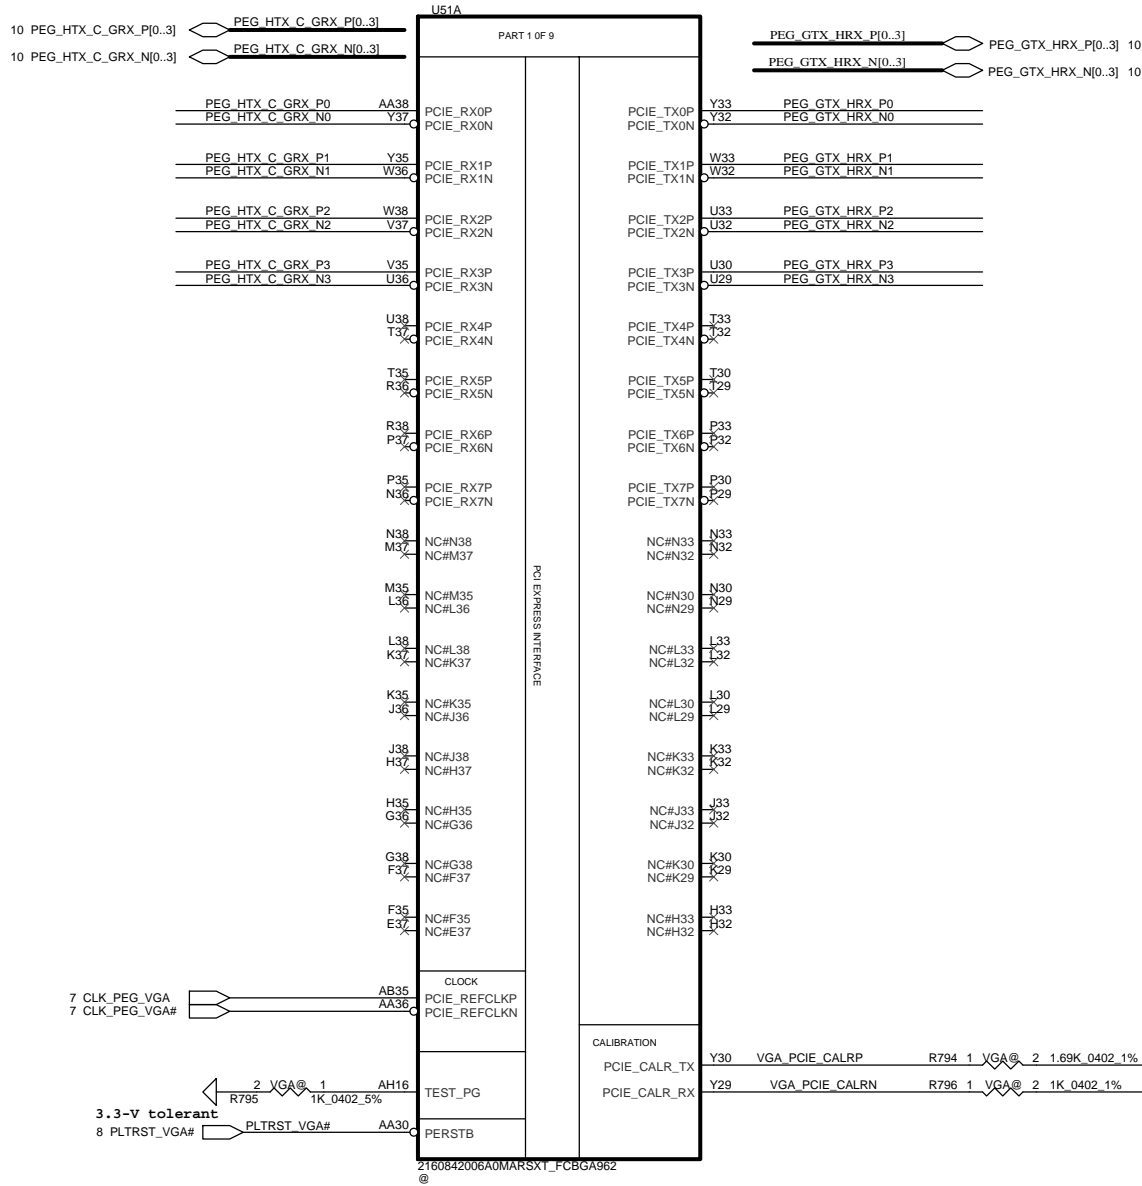 U51A
PART 1 0F 9
10 PEG_HTX_C_GRX_P[0..3] PEG_HTX_C_GRX_P[0..3]
10 PEG_HTX_C_GRX_N[0..3] PEG_HTX_C_GRX_N[0..3]
PEG_GTX_HRX_P[0..3] PEG_GTX_HRX_P[0..3] 10
PEG_GTX_HRX_N[0..3] PEG_GTX_HRX_N[0..3] 10
PEG_HTX_C_GRX_P0 AA38 PCIE_RX0P PCIE_TX0P Y33 PEG_GTX_HRX_P0
PEG_HTX_C_GRX_N0 Y37 PCIE_RX0N PCIE_TX0N Y32 PEG_GTX_HRX_N0
PEG_HTX_C_GRX_P1 Y35 PCIE_RX1P PCIE_TX1P W33 PEG_GTX_HRX_P1
PEG_HTX_C_GRX_N1 W36 PCIE_RX1N PCIE_TX1N W32 PEG_GTX_HRX_N1
PEG_HTX_C_GRX_P2 W38 PCIE_RX2P PCIE_TX2P U33 PEG_GTX_HRX_P2
PEG_HTX_C_GRX_N2 V37 PCIE_RX2N PCIE_TX2N U32 PEG_GTX_HRX_N2
PEG_HTX_C_GRX_P3 V35 PCIE_RX3P PCIE_TX3P U30 PEG_GTX_HRX_P3
PEG_HTX_C_GRX_N3 U36 PCIE_RX3N PCIE_TX3N U29 PEG_GTX_HRX_N3
U38 PCIE_RX4P PCIE_TX4P T33
T37 PCIE_RX4N PCIE_TX4N T32
T35 PCIE_RX5P PCIE_TX5P T30
R36 PCIE_RX5N PCIE_TX5N T29
R38 PCIE_RX6P PCIE_TX6P P33
P37 PCIE_RX6N PCIE_TX6N P32
P35 PCIE_RX7P PCIE_TX7P P30
N36 PCIE_RX7N PCIE_TX7N P29
N38 NC#N38 NC#N33 N33
M37 NC#M37 NC#N32 N32
PCI EXPRESS INTERFACE
M35 NC#M35 NC#N30 N30
L36 NC#L36 NC#N29 N29
L38 NC#L38 NC#L33 L33
K37 NC#K37 NC#L32 L32
K35 NC#K35 NC#L30 L30
J36 NC#J36 NC#L29 L29
J38 NC#J38 NC#K33 K33
H37 NC#H37 NC#K32 K32
H35 NC#H35 NC#J33 J33
G36 NC#G36 NC#J32 J32
G38 NC#G38 NC#K30 K30
F37 NC#F37 NC#K29 K29
F35 NC#F35 NC#H33 H33
E37 NC#E37 NC#H32 H32
CLOCK
7 CLK_PEG_VGA AB35 PCIE_REFCLKP
7 CLK_PEG_VGA# AA36 PCIE_REFCLKN
CALIBRATION
PCIE_CALR_TX Y30 VGA_PCIE_CALRP R794 1 VGA@ 2 1.69K_0402_1%
PCIE_CALR_RX Y29 VGA_PCIE_CALRN R796 1 VGA@ 2 1K_0402_1%
2 VGA@ 1 AH16 TEST_PG
R795 1K_0402_5%
3.3-V tolerant
8 PLTRST_VGA# PLTRST_VGA# AA30 PERSTB
2160842006A0MARSXT_FCBGA962
@